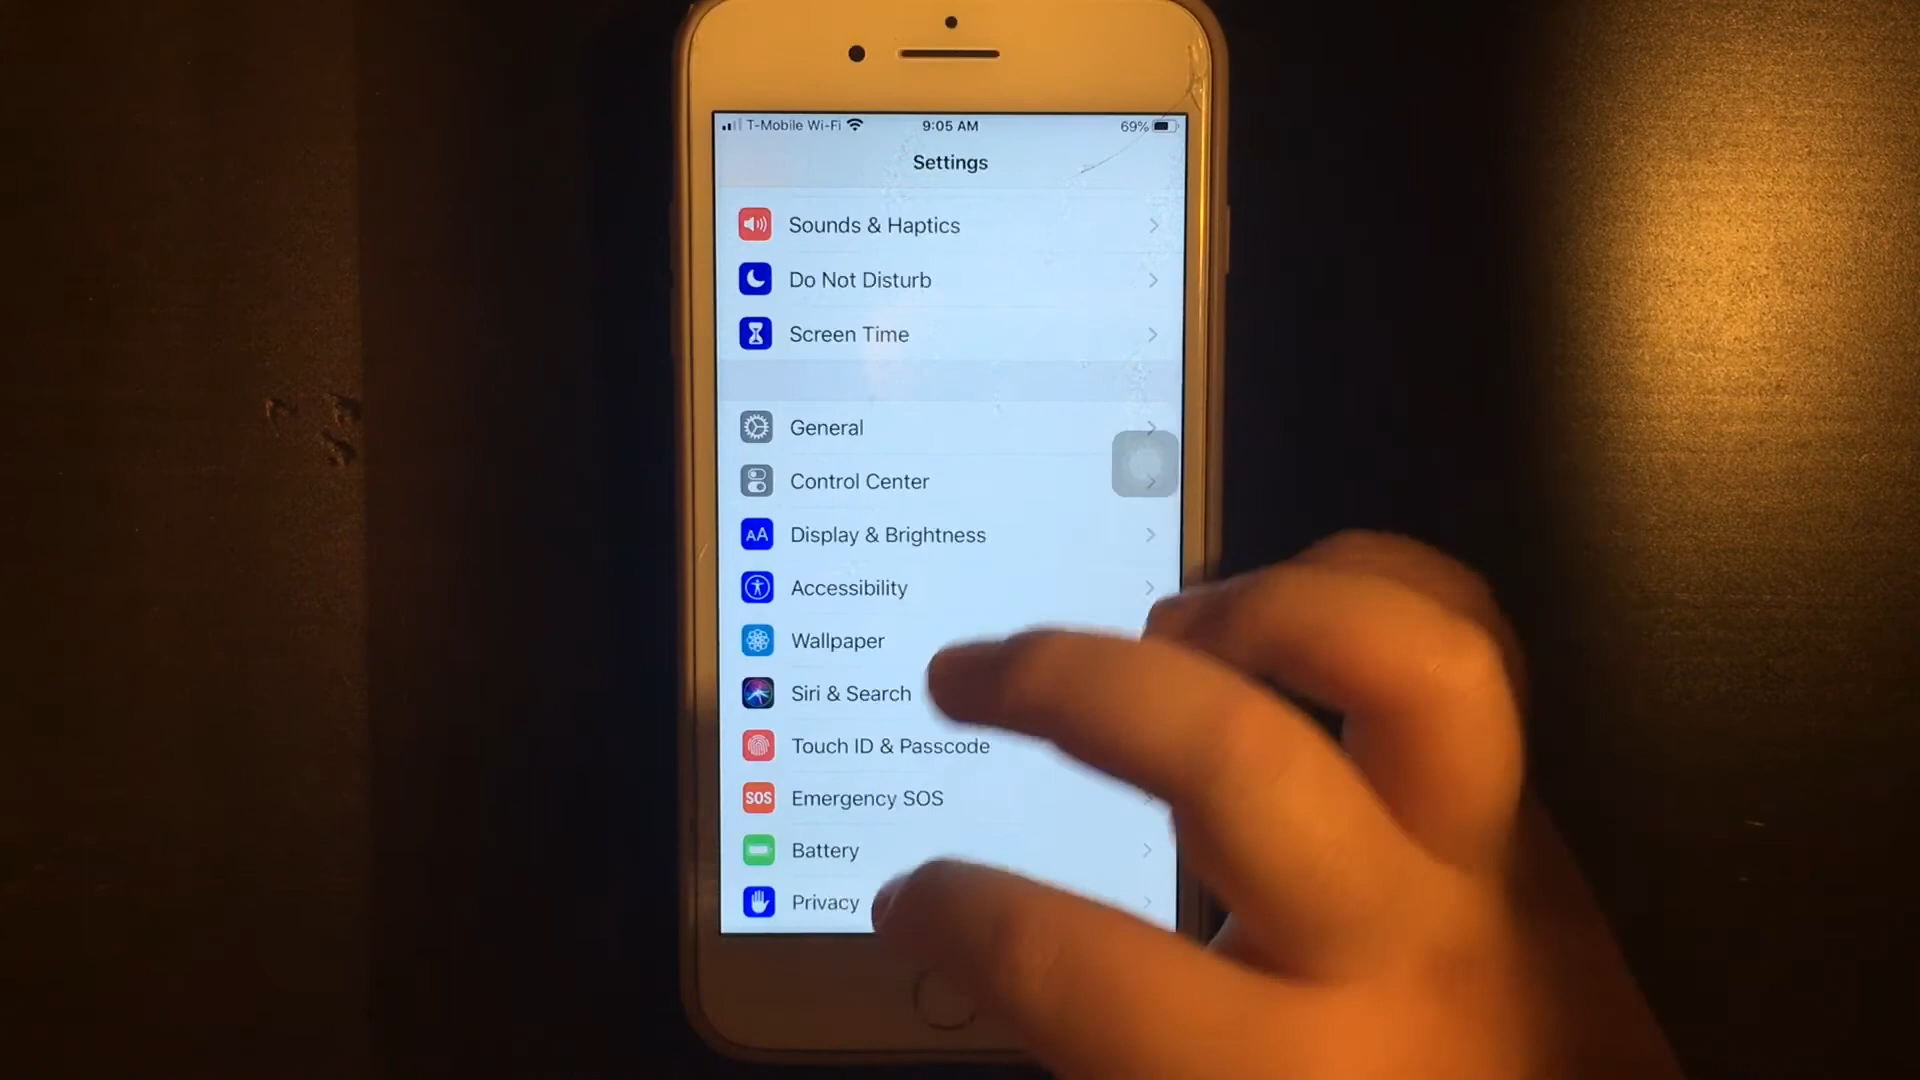 T-Mobile Wi-Fi 9:05 AM 69%
Settings
Sounds & Haptics
Do Not Disturb
Screen Time
General
Control Center
AA Display & Brightness
Accessibility
Wallpaper
Siri & Search
Touch ID & Passcode
SOS Emergency SOS
Battery
Privacy